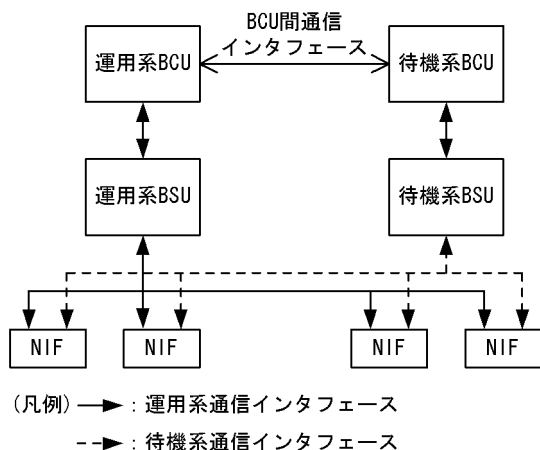 BCU間通信
インタフェース
運用系BCU
待機系BCU
運用系BSU
待機系BSU
NIF
NIF
NIF
NIF
(凡例) : 運用系通信インタフェース
: 待機系通信インタフェース